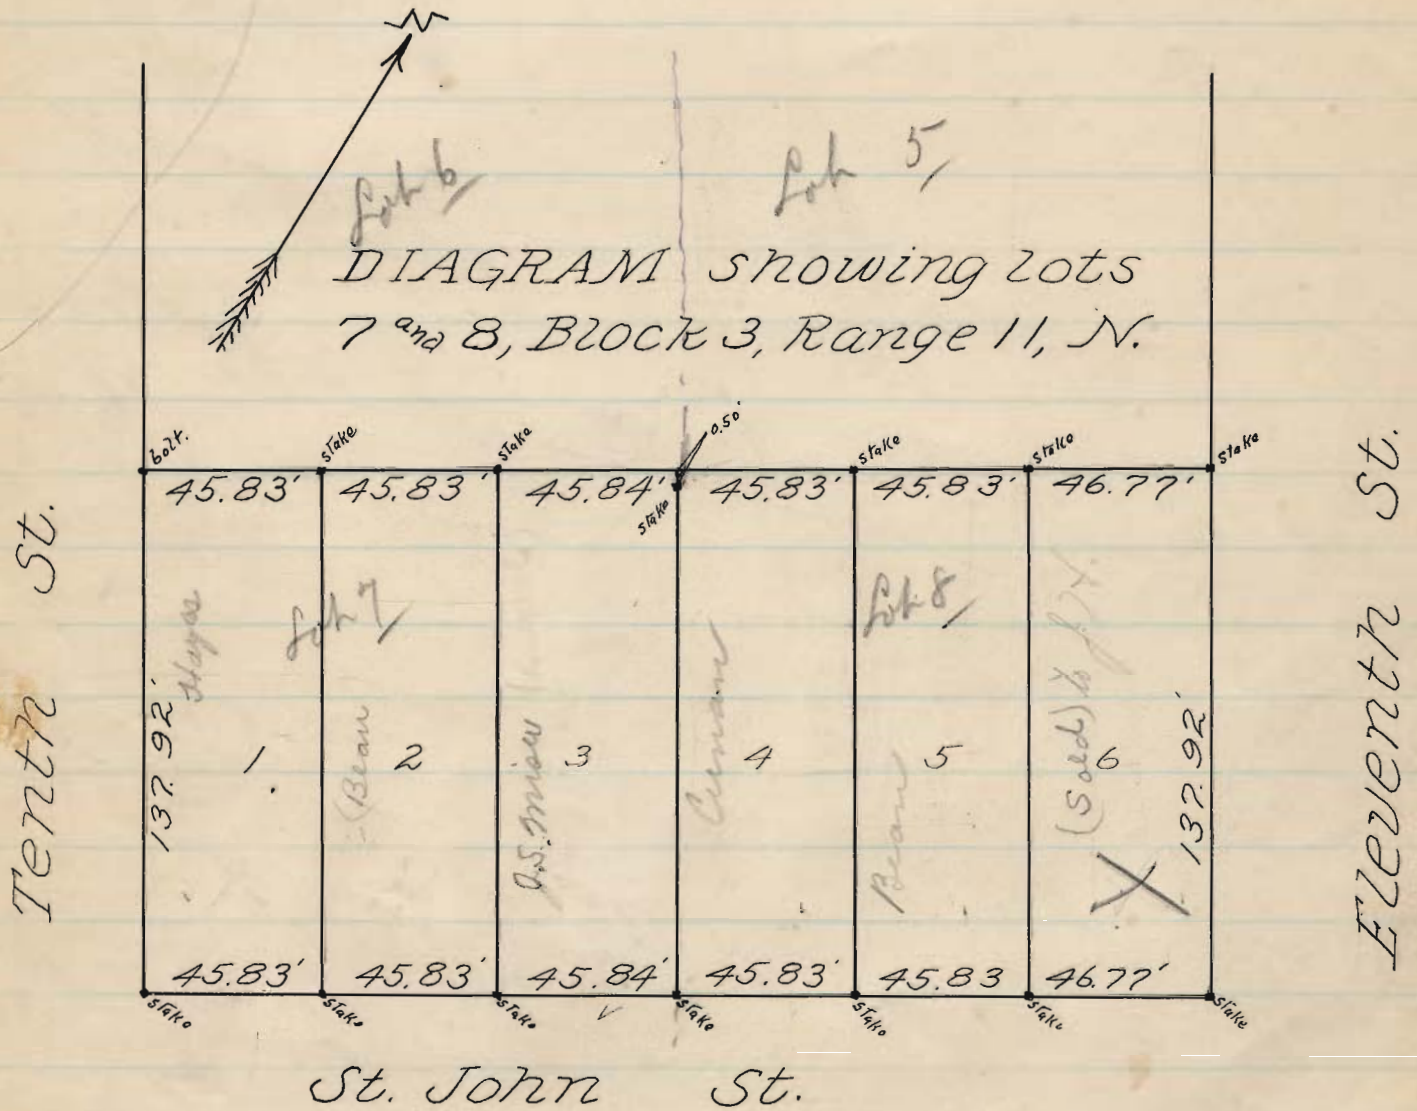 N
Lot 6
Lot 5
DIAGRAM showing lots
7 and 8, Block 3, Range 11, N.
0.50'
bolt. stake stake stake stake stake
45.83' 45.83' 45.84' 45.83' 45.83' 46.77'
stake
Tenth St.
Eleventh St.
Hayes
Lot 7
Lot 8
137.92'
137.92'
1 2 3 4 5 6
(Bean
Bean
(Sold) to
45.83' 45.83' 45.84' 45.83' 45.83 46.77'
stake stake stake stake stake stake stake
St. John St.